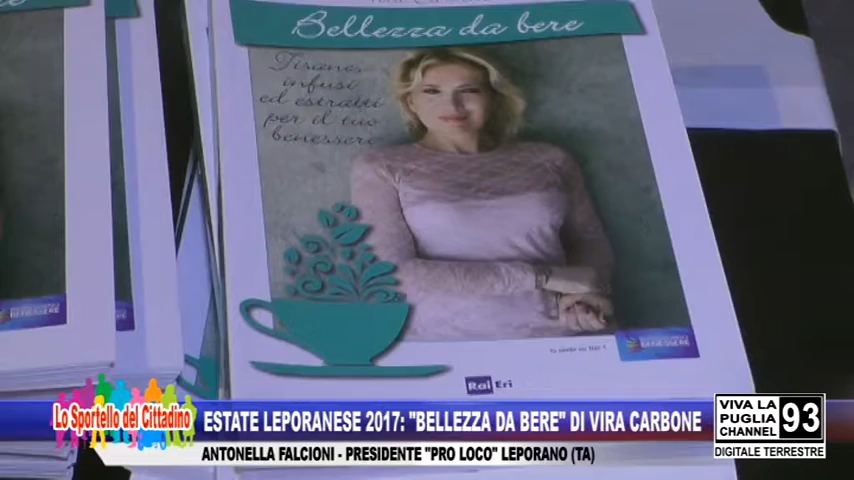 Bellezza da bere
Tisane,
infusi
ed estratti
per il tuo
benessere
Rai Eri
BENESSERE
Lo Sportello del Cittadino
ESTATE LEPORANESE 2017: "BELLEZZA DA BERE" DI VIRA CARBONE
ANTONELLA FALCIONI - PRESIDENTE "PRO LOCO" LEPORANO (TA)
VIVA LA
PUGLIA
CHANNEL
93
DIGITALE TERRESTRE